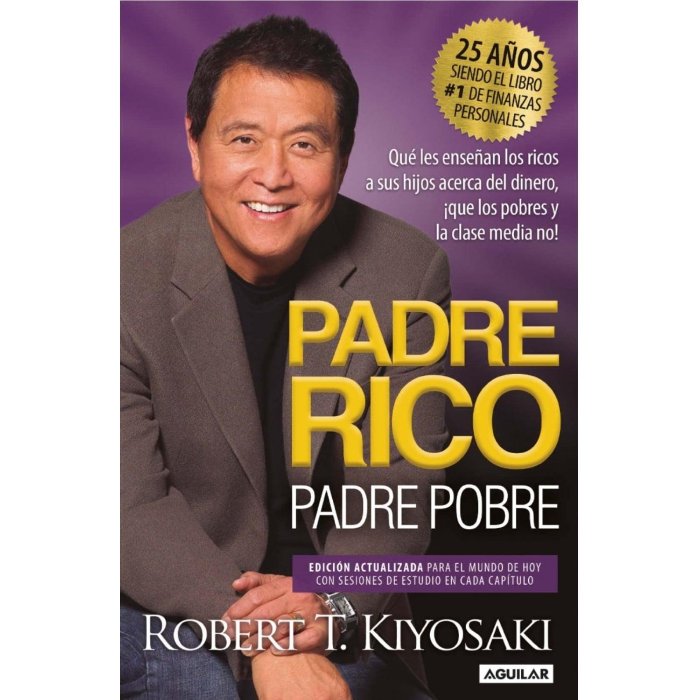 25 AÑOS
SIENDO EL LIBRO
#1 DE FINANZAS
PERSONALES
Qué les enseñan los ricos
a sus hijos acerca del dinero,
¡que los pobres y
la clase media no!
PADRE
RICO
PADRE POBRE
EDICIÓN ACTUALIZADA PARA EL MUNDO DE HOY
CON SESIONES DE ESTUDIO EN CADA CAPÍTULO
ROBERT T. KIYOSAKI
AGUILAR